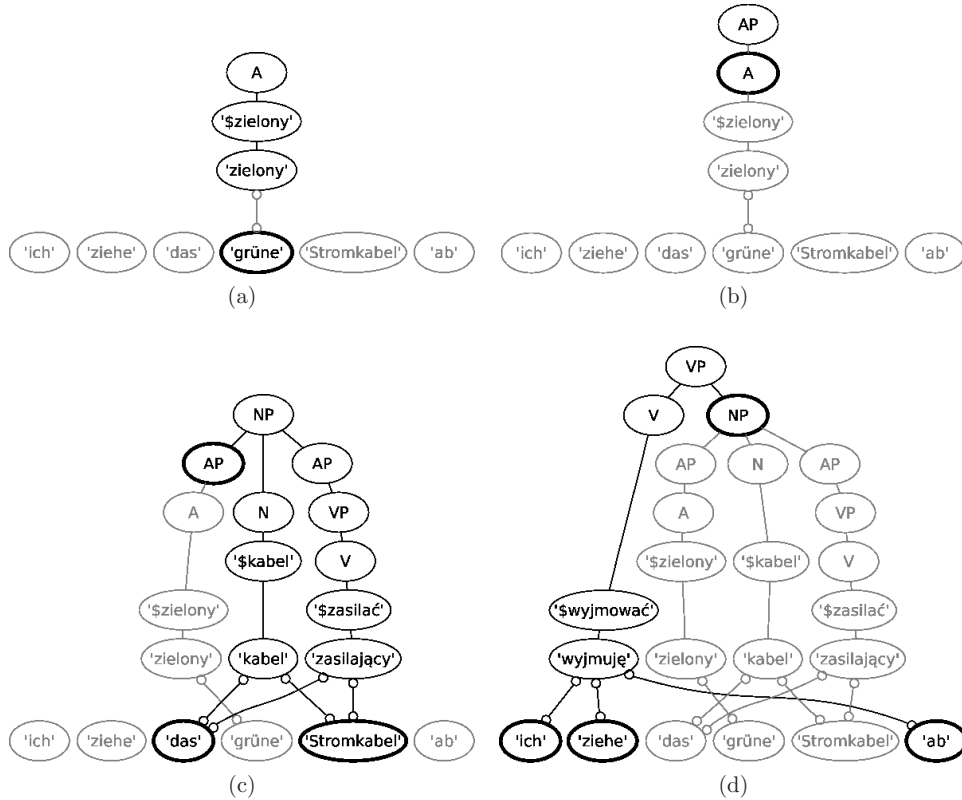 A
'$zielony'
'zielony'
'ich' 'ziehe' 'das' 'grüne' 'Stromkabel' 'ab'
(a)
AP
A
'$zielony'
'zielony'
'ich' 'ziehe' 'das' 'grüne' 'Stromkabel' 'ab'
(b)
NP
AP AP
A N VP
'$kabel' V
'$zielony' '$zasilać'
'zielony' 'kabel' 'zasilający'
'ich' 'ziehe' 'das' 'grüne' 'Stromkabel' 'ab'
(c)
VP
V NP
AP N AP
A VP
'$zielony' '$kabel' V
'$wyjmować' '$zasilać'
'wyjmuję' 'zielony' 'kabel' 'zasilający'
'ich' 'ziehe' 'das' 'grüne' 'Stromkabel' 'ab'
(d)